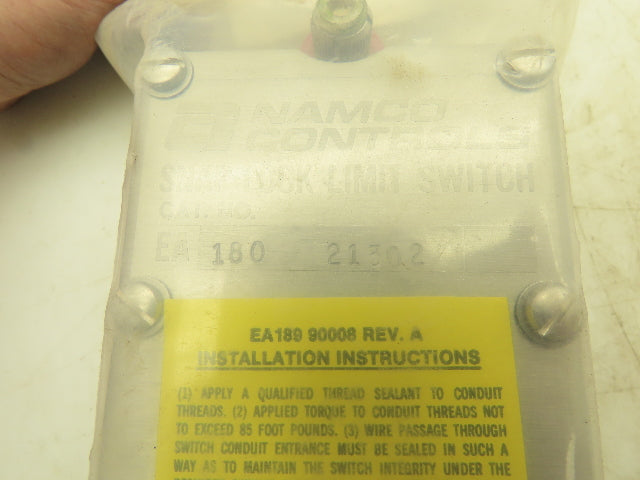 NAMCO
CONTROLS
SNAP-LOCK LIMIT SWITCH
CAT. NO.
EA 180 21302
EA189 90008 REV. A
INSTALLATION INSTRUCTIONS
(1) APPLY A QUALIFIED THREAD SEALANT TO CONDUIT
THREADS. (2) APPLIED TORQUE TO CONDUIT THREADS NOT
TO EXCEED 85 FOOT POUNDS. (3) WIRE PASSAGE THROUGH
SWITCH CONDUIT ENTRANCE MUST BE SEALED IN SUCH A
WAY AS TO MAINTAIN THE SWITCH INTEGRITY UNDER THE